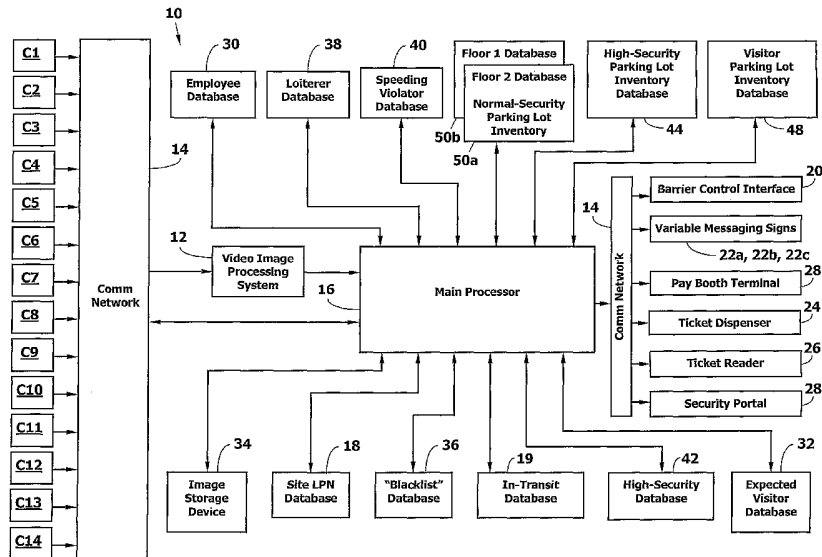 10
C1
C2
C3
C4
C5
C6
C7
C8
C9
C10
C11
C12
C13
C14
Comm
Network
14
30
Employee
Database
38
Loiterer
Database
40
Speeding
Violator
Database
Floor 1 Database
Floor 2 Database
Normal-Security
Parking Lot
Inventory
50b
50a
High-Security
Parking Lot
Inventory
Database
44
Visitor
Parking Lot
Inventory
Database
48
12
Video Image
Processing
System
16
Main Processor
14
Comm Network
Barrier Control Interface
20
Variable Messaging Signs
22a, 22b, 22c
Pay Booth Terminal
28
Ticket Dispenser
24
Ticket Reader
26
Security Portal
28
34
Image
Storage
Device
18
Site LPN
Database
36
"Blacklist"
Database
19
In-Transit
Database
42
High-Security
Database
32
Expected
Visitor
Database